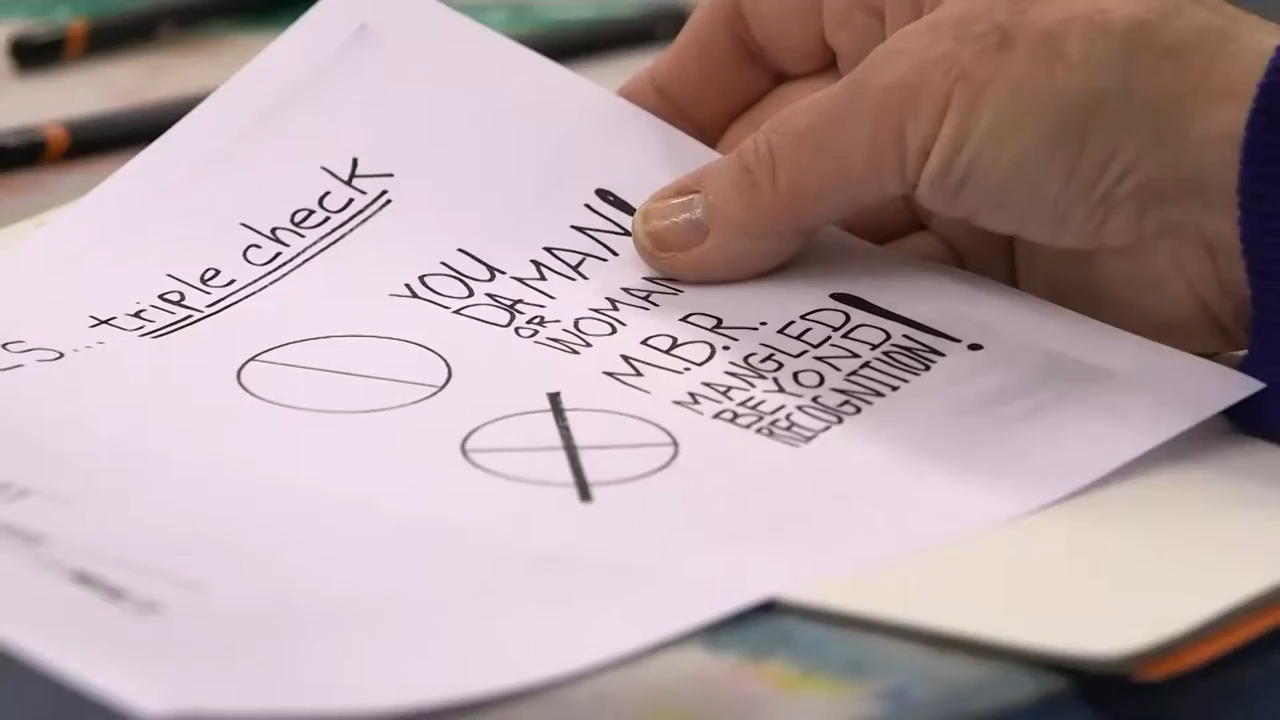 S... triple check
YOU
DA MAN!
OR
WOMAN
M.B.R.
MANGLED
BEYOND
RECOGNITION!